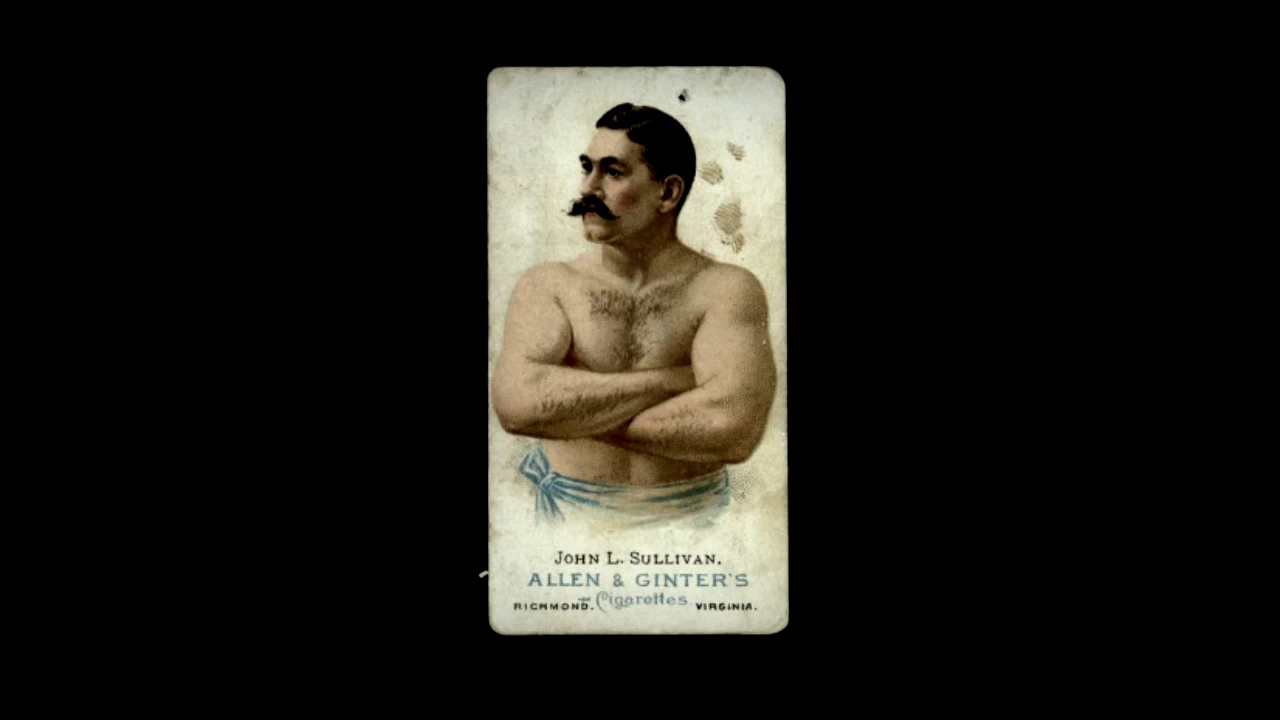 JOHN L. SULLIVAN.
ALLEN & GINTER'S
RICHMOND. Cigarettes. VIRGINIA.